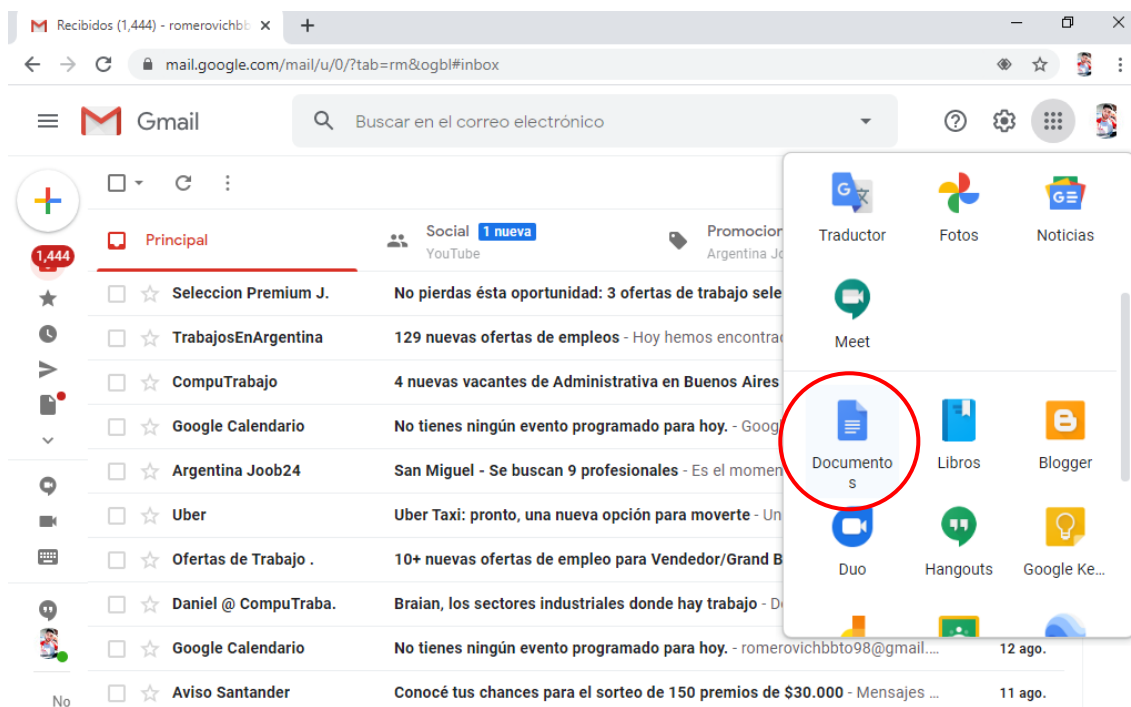 Recibidos (1,444) - romerovichbb
mail.google.com/mail/u/0/?tab=rm&ogbl#inbox
Gmail
Buscar en el correo electrónico
Traductor Fotos Noticias
Meet
Documento
s
Libros Blogger
Duo Hangouts Google Ke...
1,444
Principal
Social 1 nueva
YouTube
Promocion
Argentina Jo
Seleccion Premium J. No pierdas ésta oportunidad: 3 ofertas de trabajo sele
TrabajosEnArgentina 129 nuevas ofertas de empleos - Hoy hemos encontra
CompuTrabajo 4 nuevas vacantes de Administrativa en Buenos Aires
Google Calendario No tienes ningún evento programado para hoy. - Goog
Argentina Joob24 San Miguel - Se buscan 9 profesionales - Es el momen
Uber Uber Taxi: pronto, una nueva opción para moverte - Un
Ofertas de Trabajo . 10+ nuevas ofertas de empleo para Vendedor/Grand B
Daniel @ CompuTraba. Braian, los sectores industriales donde hay trabajo - D
Google Calendario No tienes ningún evento programado para hoy. - romerovichbbto98@gmail.... 12 ago.
Aviso Santander Conocé tus chances para el sorteo de 150 premios de $30.000 - Mensajes ... 11 ago.
No